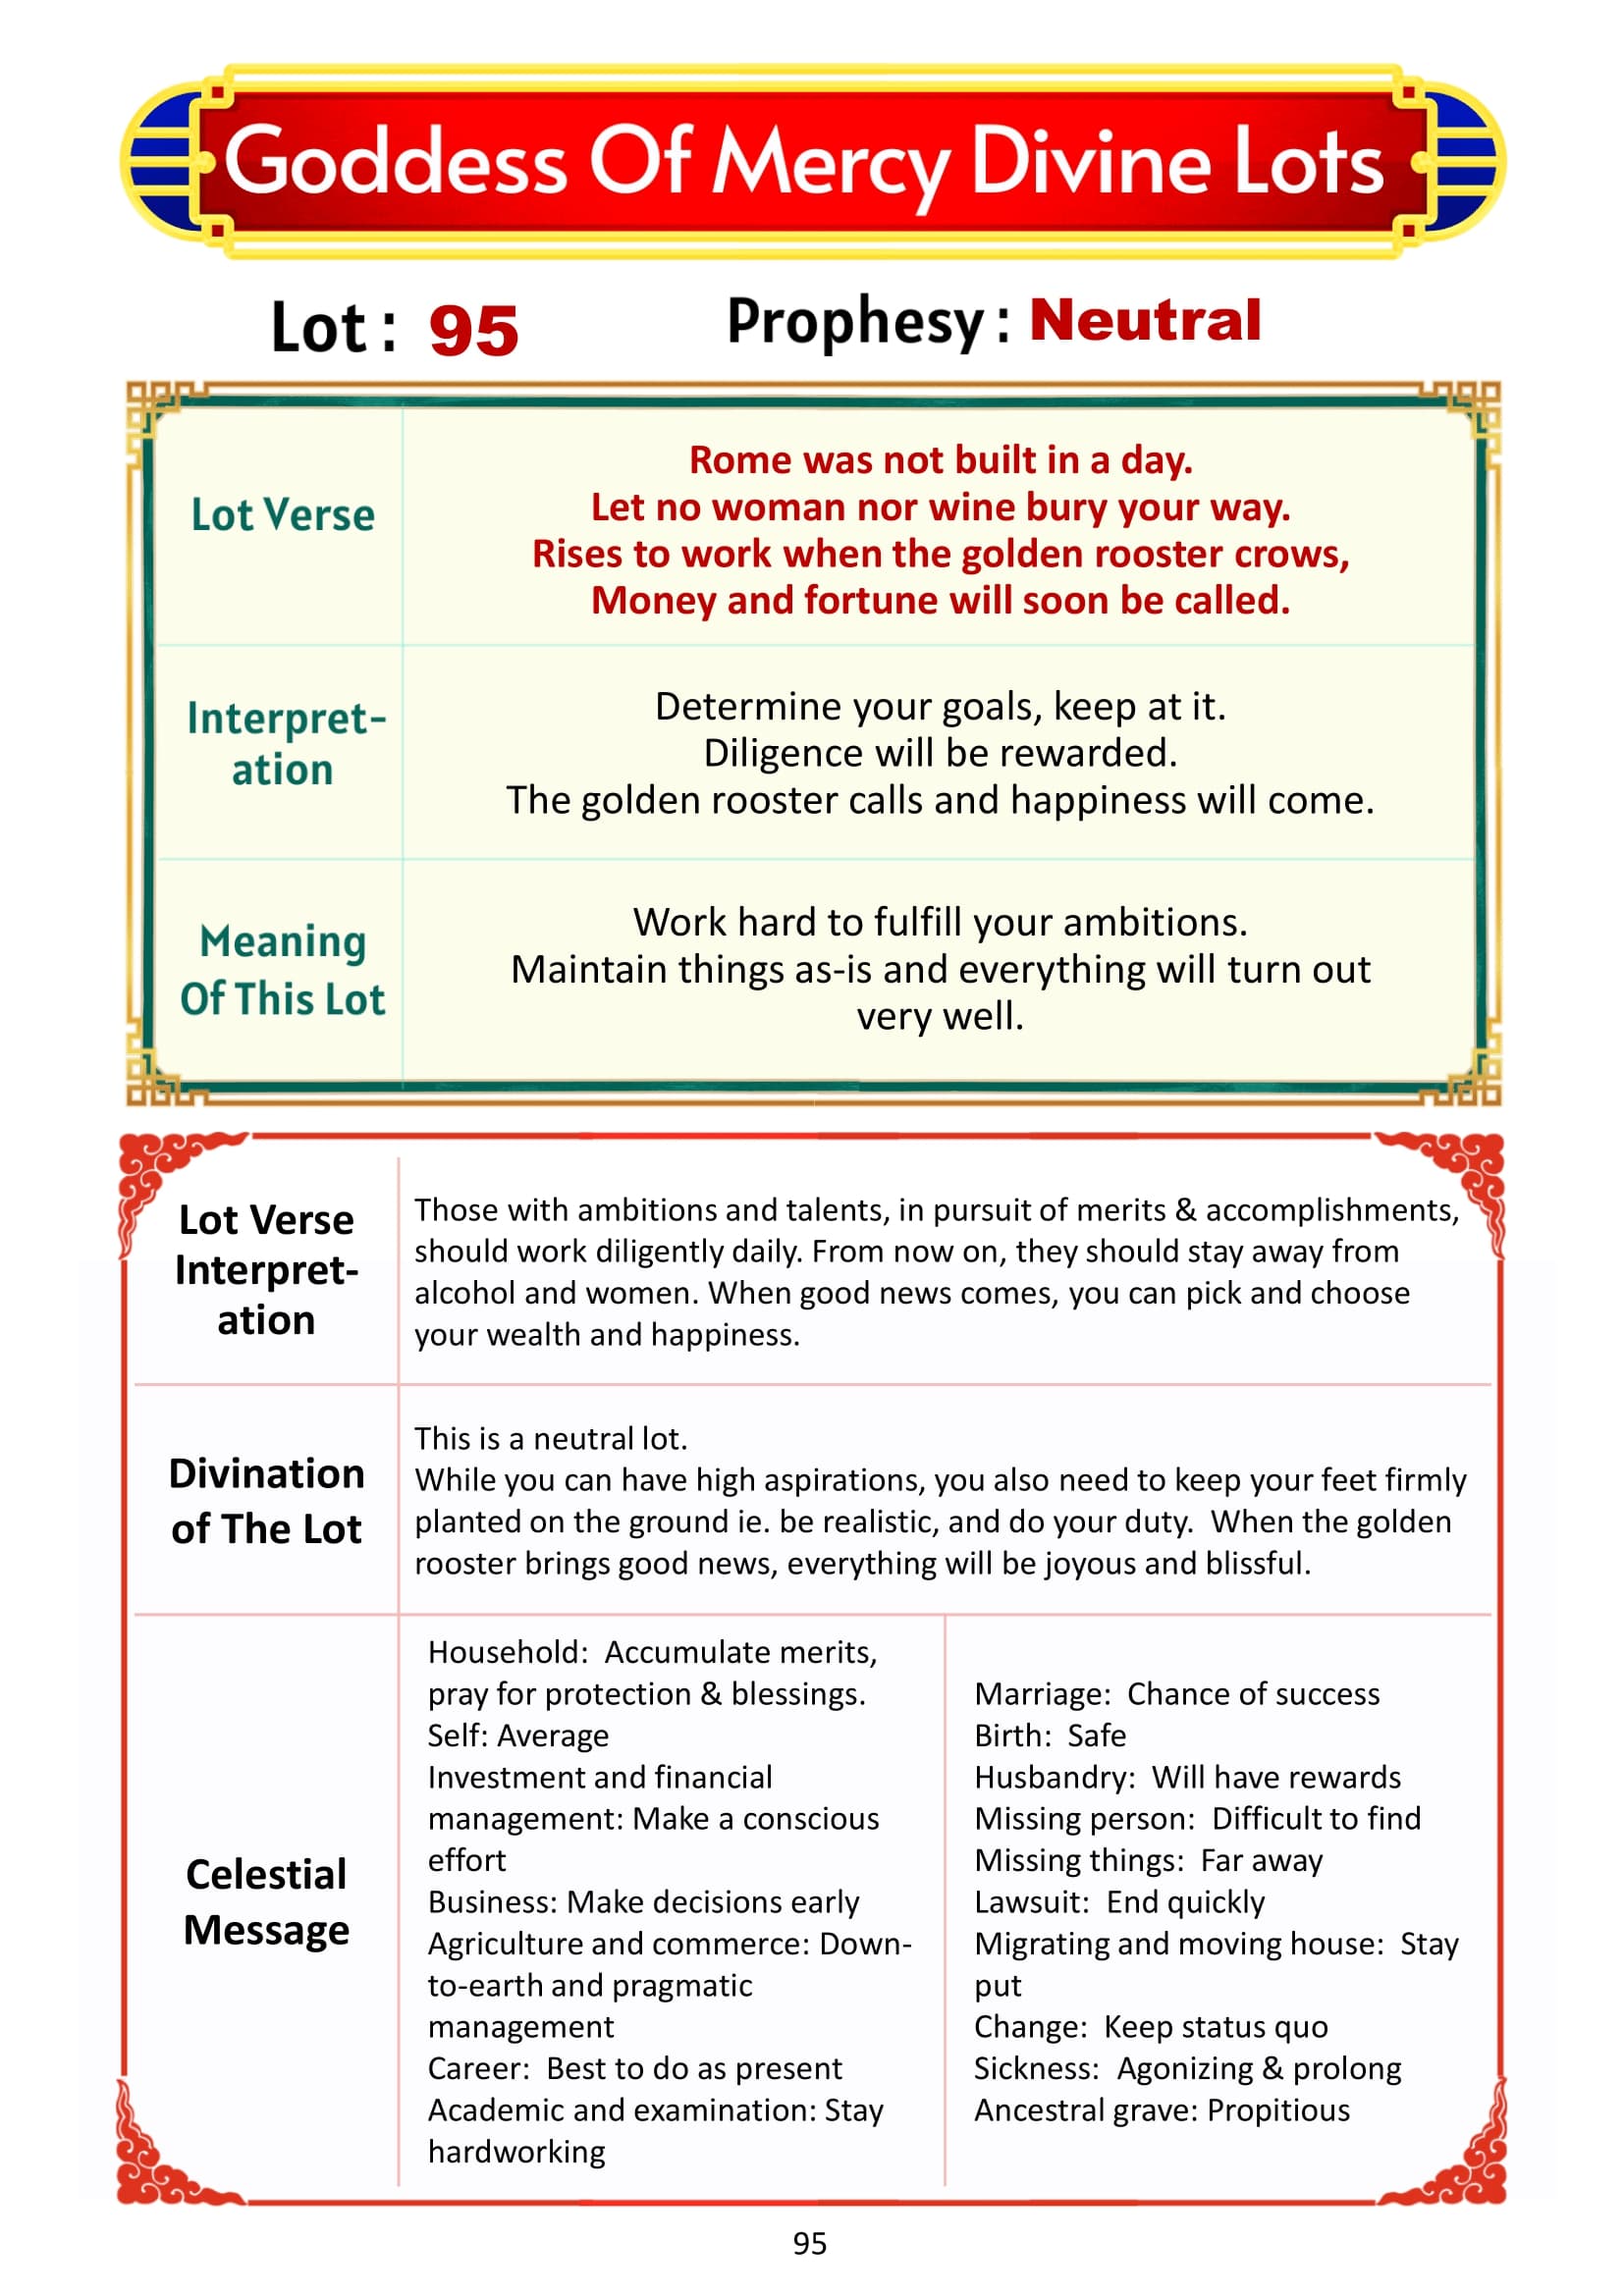 Goddess Of Mercy Divine Lots
Lot : 95
Prophesy : Neutral
Lot Verse
Rome was not built in a day.
Let no woman nor wine bury your way.
Rises to work when the golden rooster crows,
Money and fortune will soon be called.
Interpret-
ation
Determine your goals, keep at it.
Diligence will be rewarded.
The golden rooster calls and happiness will come.
Meaning
Of This Lot
Work hard to fulfill your ambitions.
Maintain things as-is and everything will turn out
very well.
Lot Verse
Interpret-
ation
Those with ambitions and talents, in pursuit of merits & accomplishments,
should work diligently daily. From now on, they should stay away from
alcohol and women. When good news comes, you can pick and choose
your wealth and happiness.
Divination
of The Lot
This is a neutral lot.
While you can have high aspirations, you also need to keep your feet firmly
planted on the ground ie. be realistic, and do your duty.  When the golden
rooster brings good news, everything will be joyous and blissful.
Celestial
Message
Household:  Accumulate merits,
pray for protection & blessings.
Self: Average
Investment and financial
management: Make a conscious
effort
Business: Make decisions early
Agriculture and commerce: Down-
to-earth and pragmatic
management
Career:  Best to do as present
Academic and examination: Stay
hardworking
Marriage:  Chance of success
Birth:  Safe
Husbandry:  Will have rewards
Missing person:  Difficult to find
Missing things:  Far away
Lawsuit:  End quickly
Migrating and moving house:  Stay
put
Change:  Keep status quo
Sickness:  Agonizing & prolong
Ancestral grave: Propitious
95